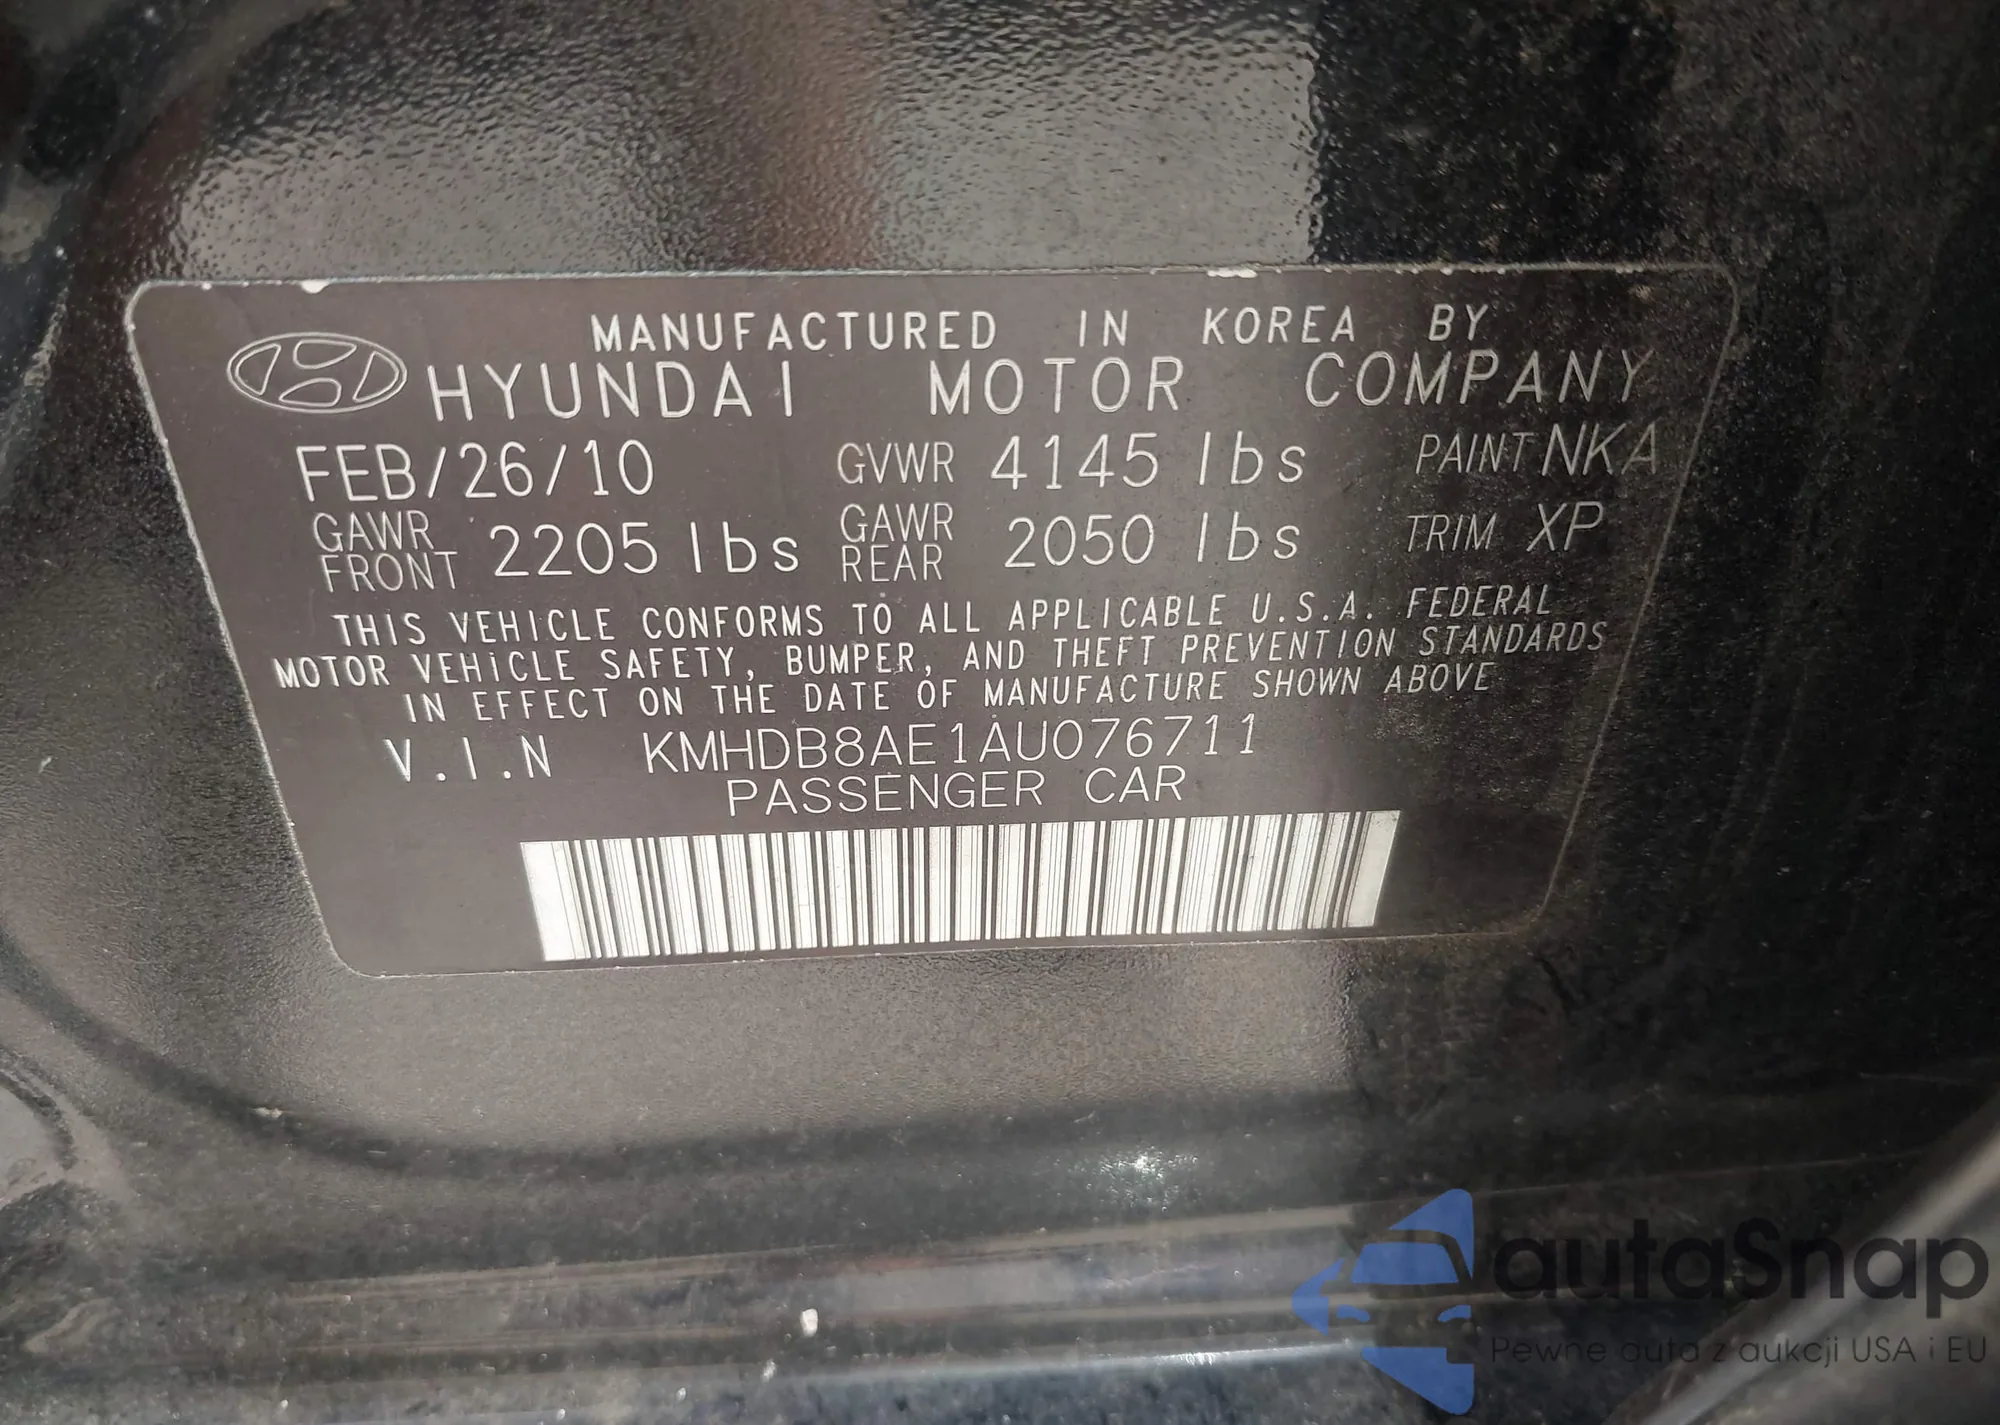 MANUFACTURED IN KOREA BY
HYUNDAI MOTOR COMPANY
FEB/26/10 GVWR 4145 lbs PAINT NKA
GAWR FRONT 2205 lbs GAWR REAR 2050 lbs TRIM XP
THIS VEHICLE CONFORMS TO ALL APPLICABLE U.S.A. FEDERAL
MOTOR VEHICLE SAFETY, BUMPER, AND THEFT PREVENTION STANDARDS
IN EFFECT ON THE DATE OF MANUFACTURE SHOWN ABOVE
V.I.N KMHDB8AE1AU076711
PASSENGER CAR
autaSnap
Pewne auta z aukcji USA i EU